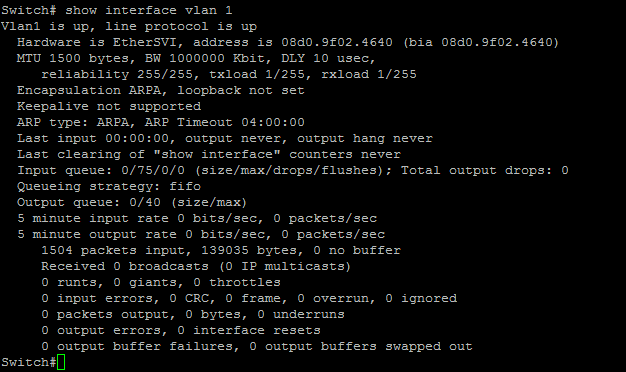 Switch# show interface vlan 1
Vlan1 is up, line protocol is up
Hardware is EtherSVI, address is 08d0.9f02.4640 (bia 08d0.9f02.4640)
MTU 1500 bytes, BW 1000000 Kbit, DLY 10 usec,
reliability 255/255, txload 1/255, rxload 1/255
Encapsulation ARPA, loopback not set
Keepalive not supported
ARP type: ARPA, ARP Timeout 04:00:00
Last input 00:00:00, output never, output hang never
Last clearing of "show interface" counters never
Input queue: 0/75/0/0 (size/max/drops/flushes); Total output drops: 0
Queueing strategy: fifo
Output queue: 0/40 (size/max)
5 minute input rate 0 bits/sec, 0 packets/sec
5 minute output rate 0 bits/sec, 0 packets/sec
1504 packets input, 139035 bytes, 0 no buffer
Received 0 broadcasts (0 IP multicasts)
0 runts, 0 giants, 0 throttles
0 input errors, 0 CRC, 0 frame, 0 overrun, 0 ignored
0 packets output, 0 bytes, 0 underruns
0 output errors, 0 interface resets
0 output buffer failures, 0 output buffers swapped out
Switch#